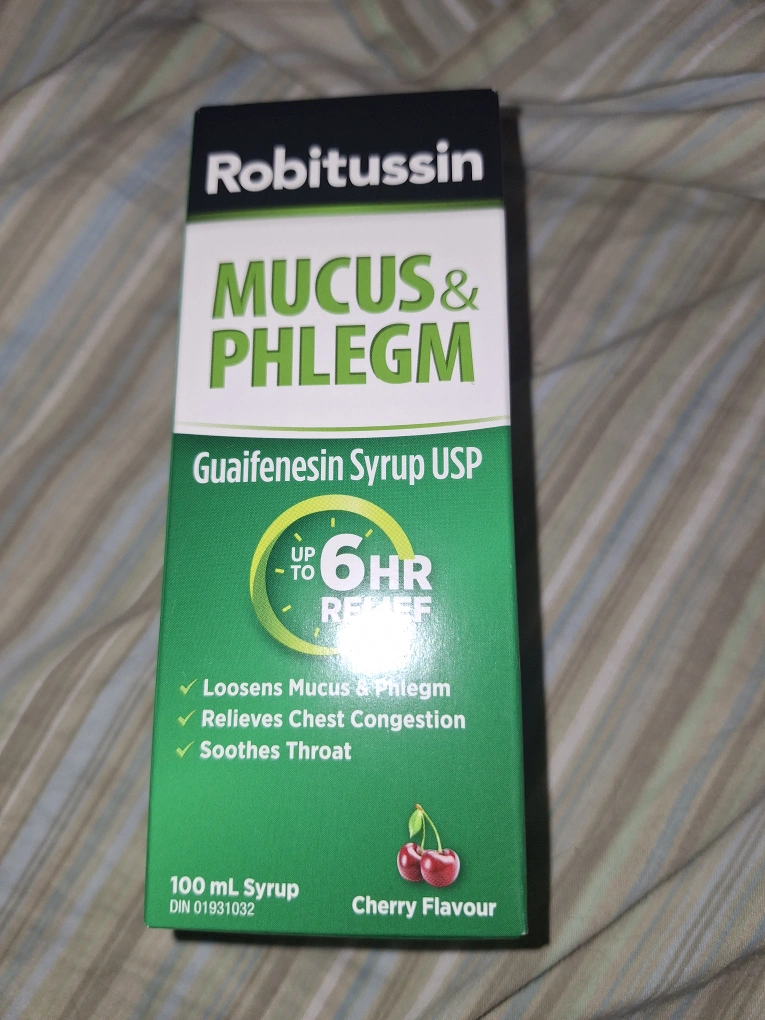 Robitussin
MUCUS &
PHLEGM
Guaifenesin Syrup USP
UP
TO 6HR
RELIEF
Loosens Mucus & Phlegm
Relieves Chest Congestion
Soothes Throat
100 mL Syrup
DIN 01931032
Cherry Flavour